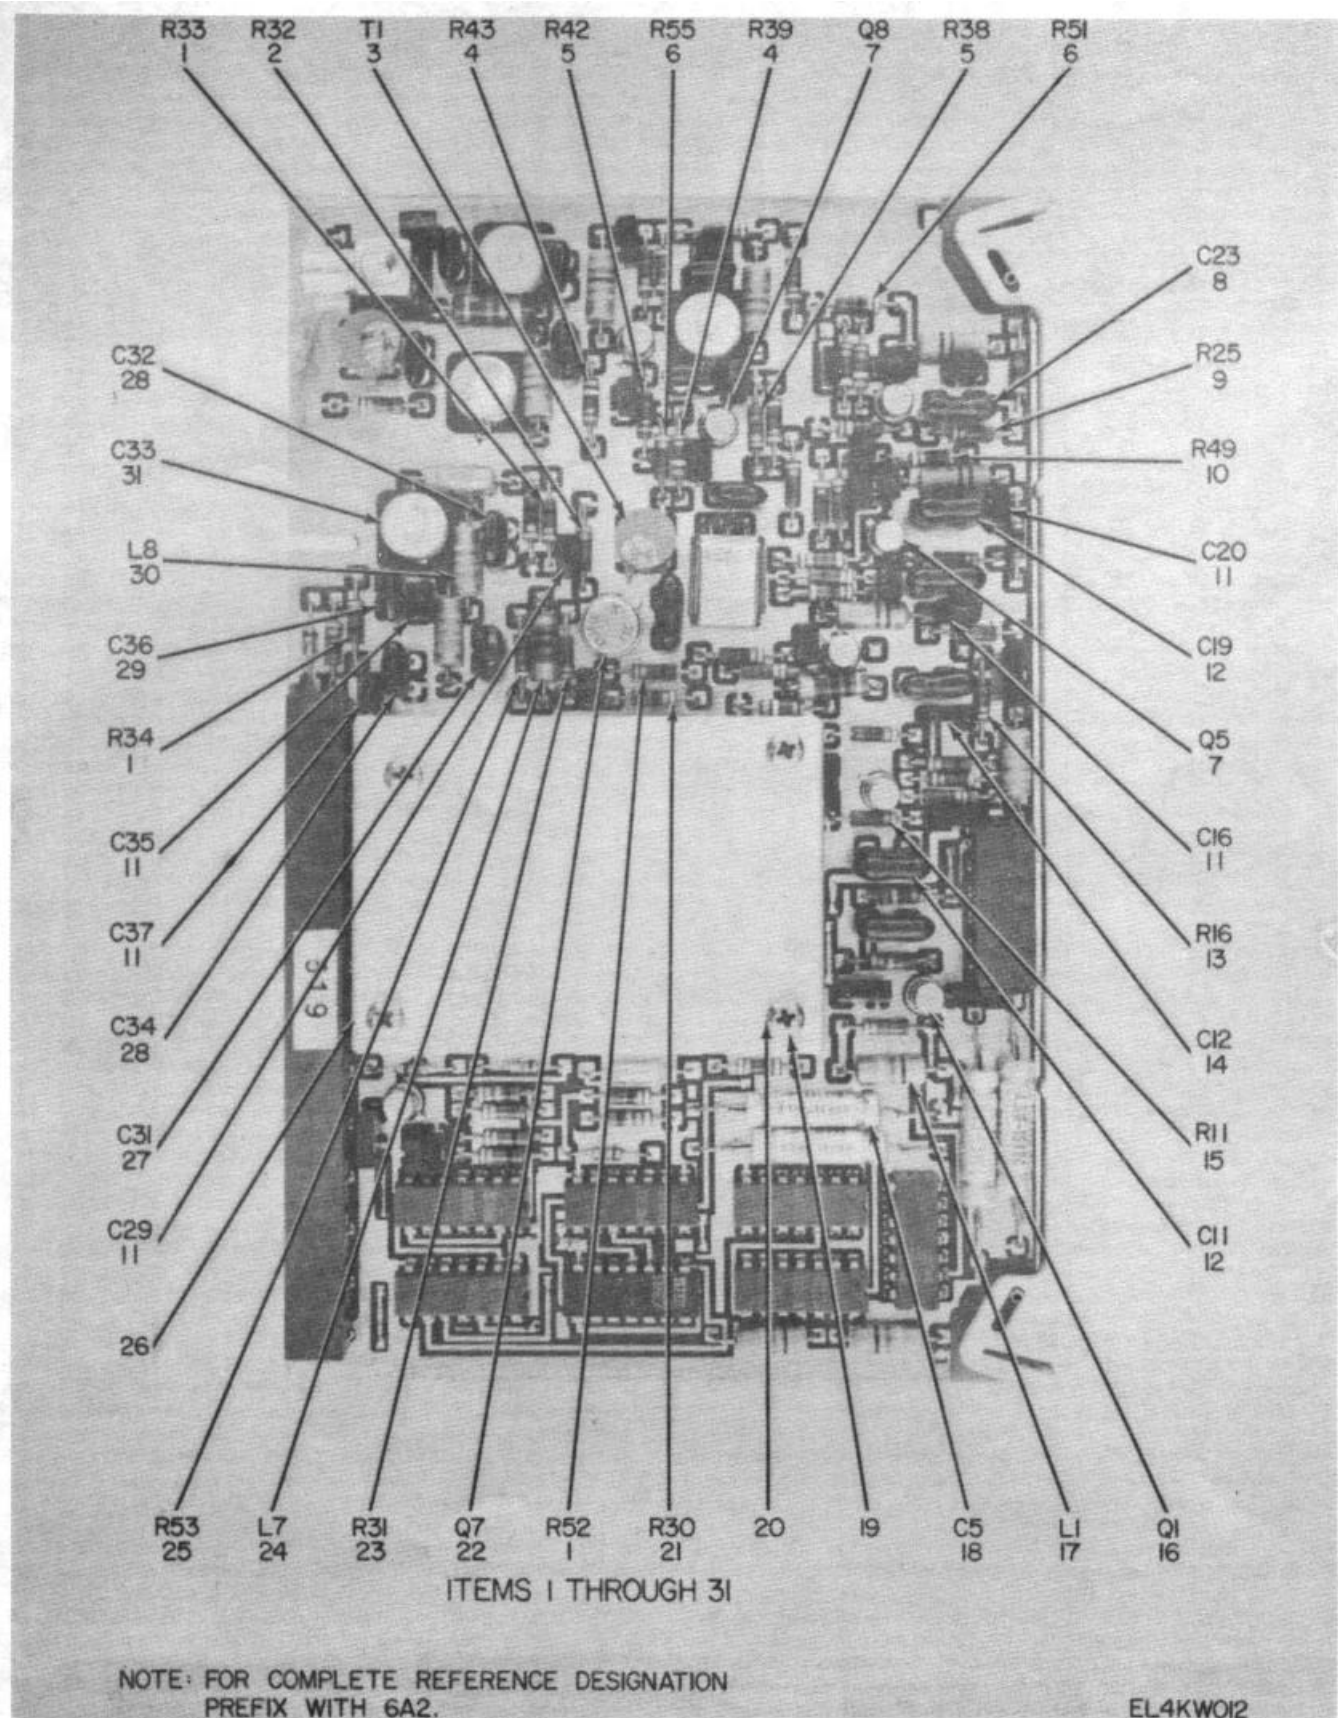 R33 R32 T1 R43 R42 R55 R39 Q8 R38 R51
1 2 3 4 5 6 4 7 5 6
C23
8
C32
28
R25
9
C33
31
R49
10
L8
30
C20
11
C36
29
C19
12
R34
1
Q5
7
C35
11
C16
11
C37
11
R16
13
519
C34
28
C12
14
C31
27
R11
15
C29
11
C11
12
26
R53 L7 R31 Q7 R52 R30 20 19 C5 L1 Q1
25 24 23 22 1 21 18 17 16
ITEMS 1 THROUGH 31
NOTE: FOR COMPLETE REFERENCE DESIGNATION
PREFIX WITH 6A2.
EL4KW012